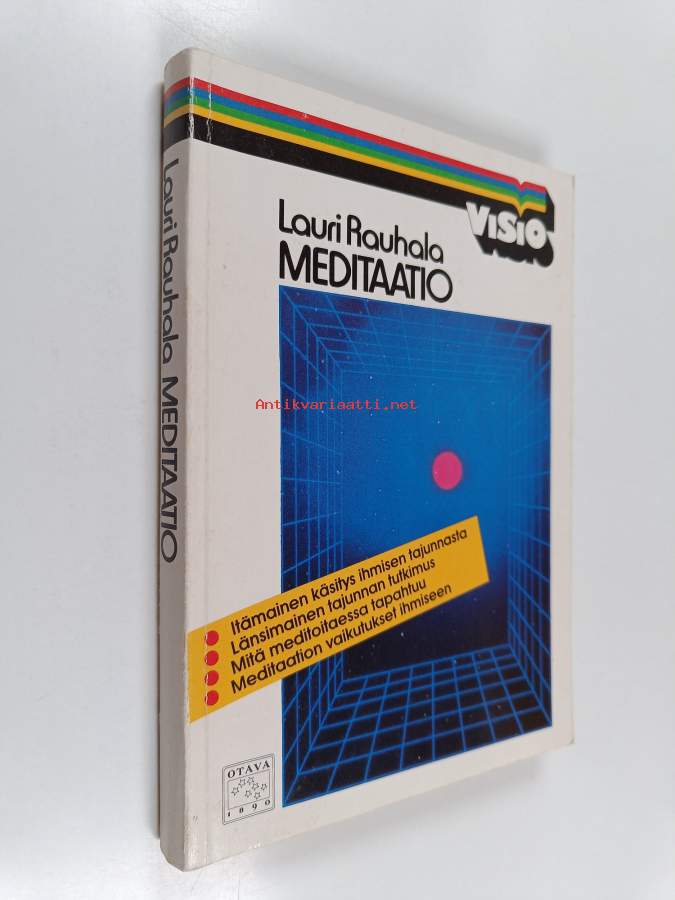 VISIO
Lauri Rauhala
MEDITAATIO
Antikvariaatti.net
Itämainen käsitys ihmisen tajunnasta
Länsimainen tajunnan tutkimus
Mitä meditoitaessa tapahtuu
Meditaation vaikutukset ihmiseen
OTAVA
1890
Lauri Rauhala MEDITAATIO